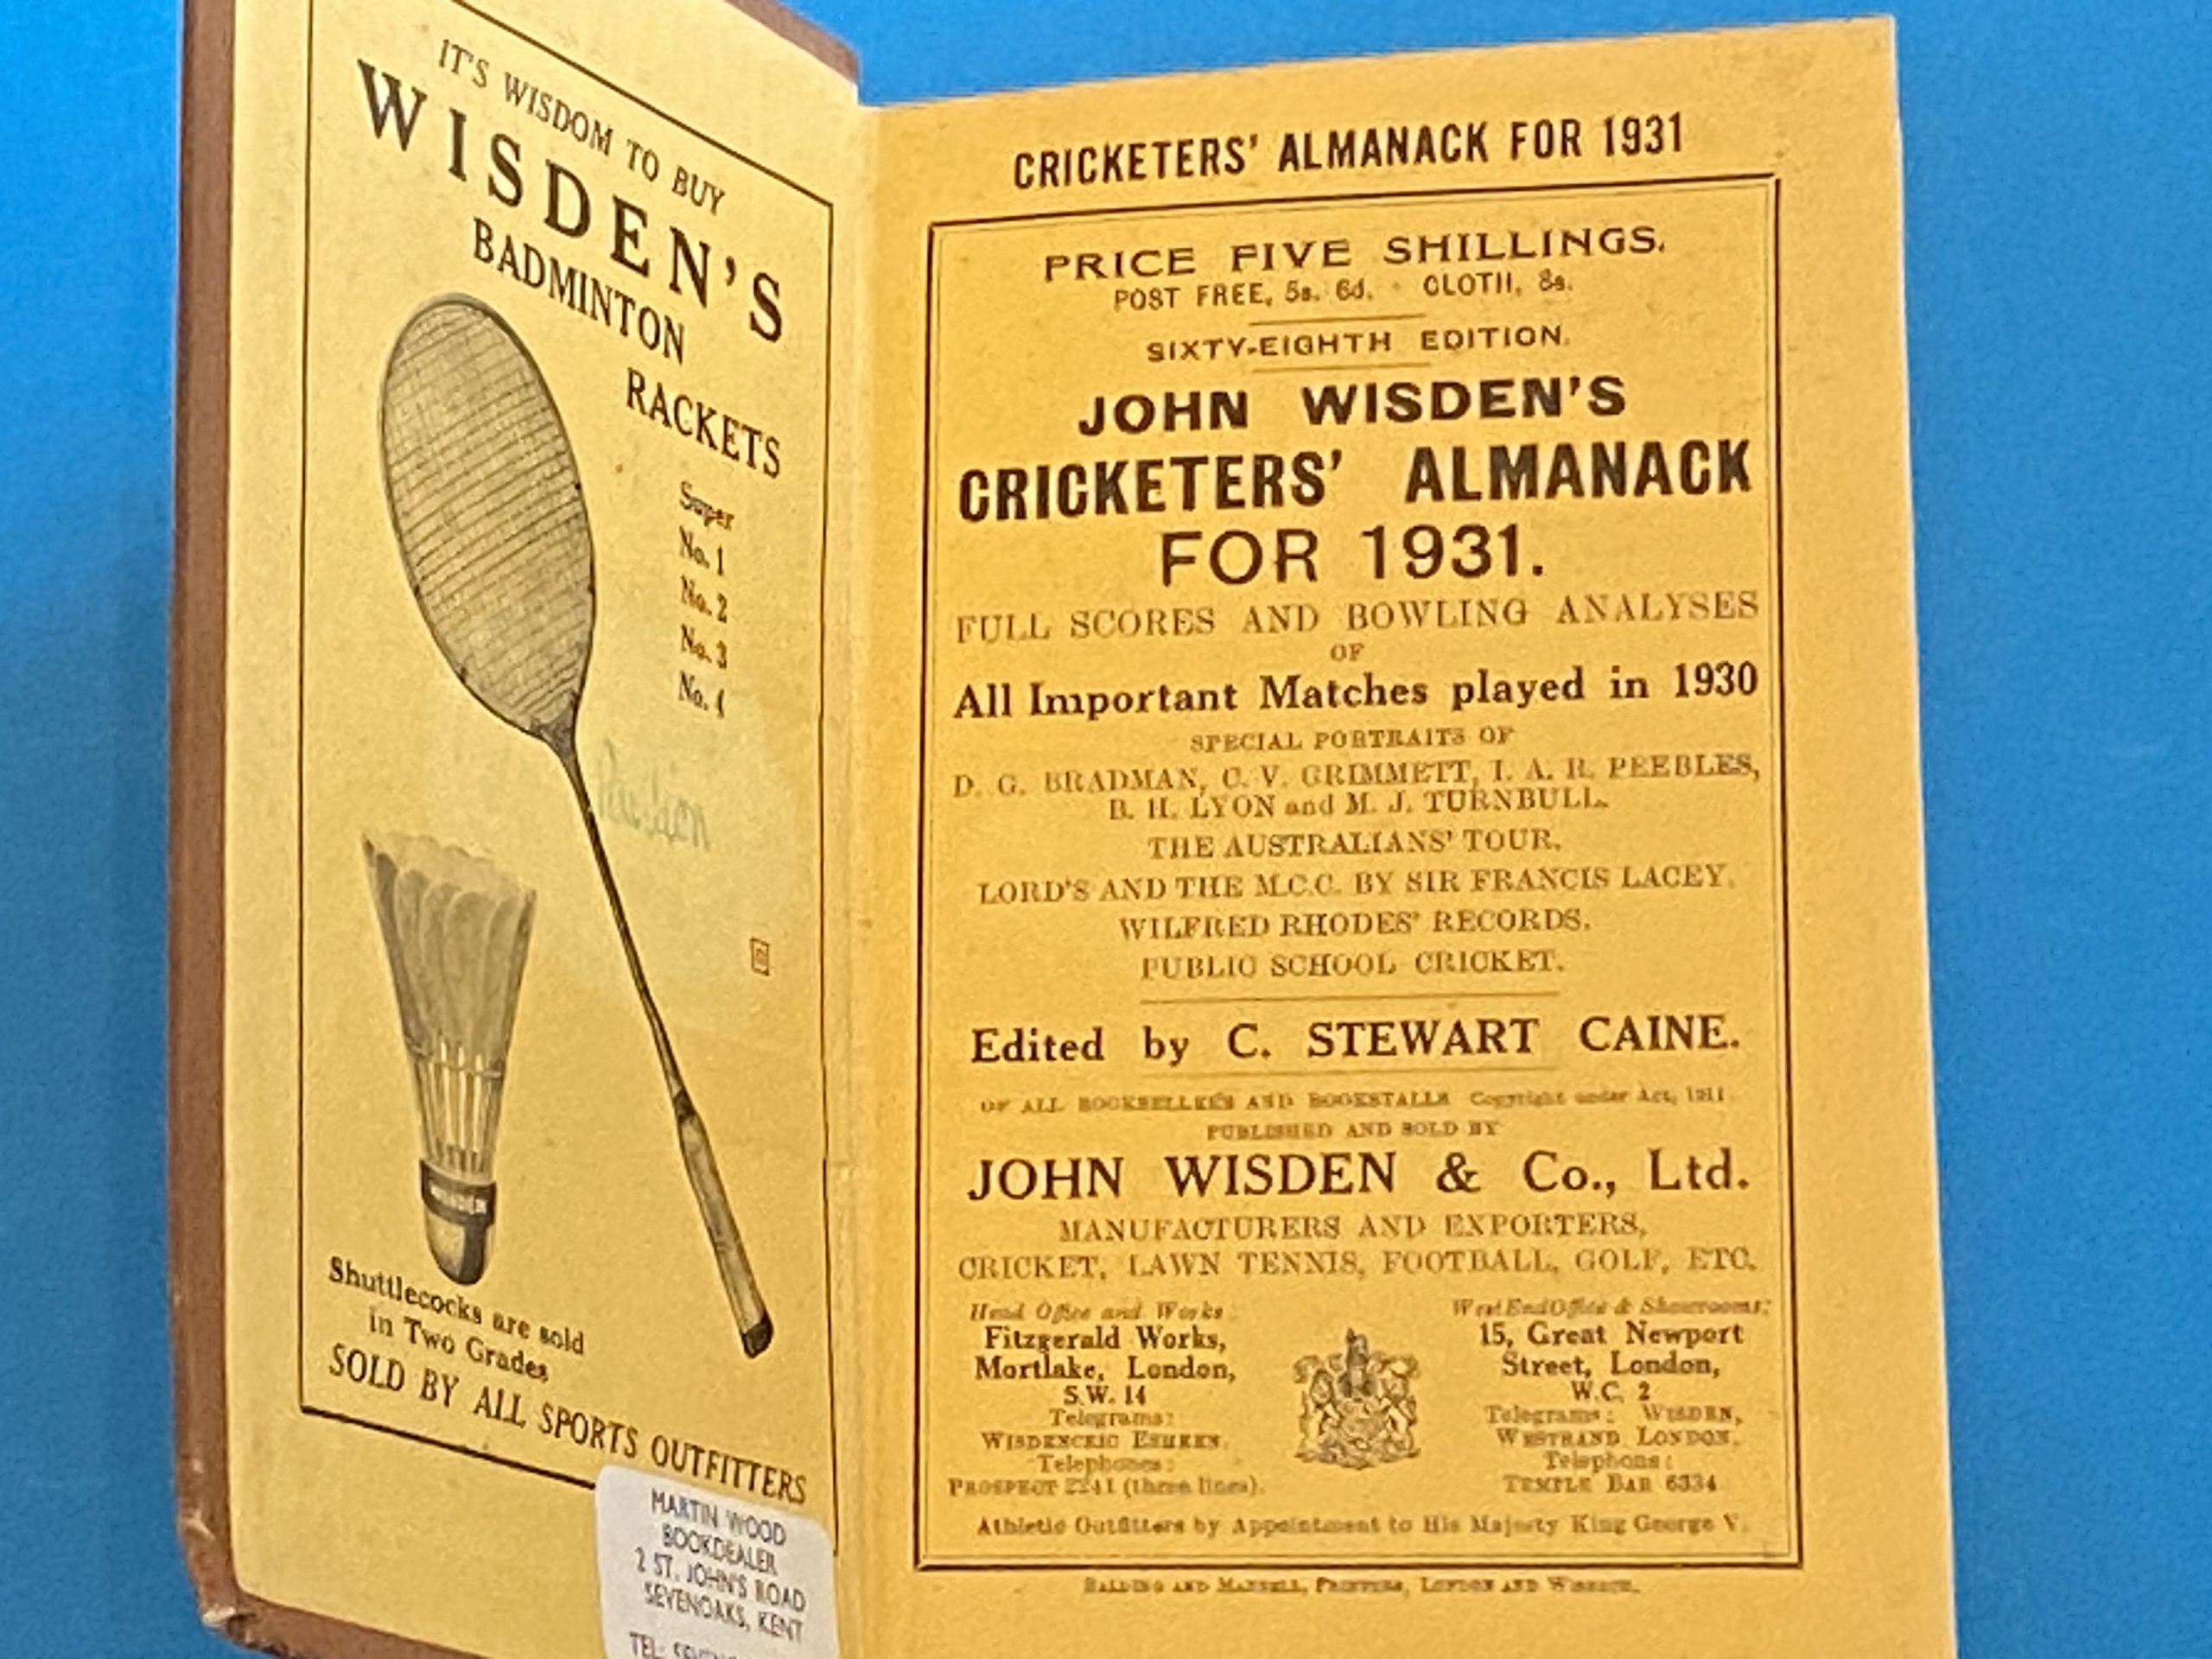 IT'S WISDOM TO BUY
WISDEN'S
BADMINTON
RACKETS
Super
No. 1
No. 2
No. 3
No. 4
WISDEN
Shuttlecocks are sold
in Two Grades
SOLD BY ALL SPORTS OUTFITTERS
MARTIN WOOD
BOOKDEALER
2 ST. JOHN'S ROAD
SEVENOAKS, KENT
TEL:
CRICKETERS' ALMANACK FOR 1931
PRICE FIVE SHILLINGS.
POST FREE, 5s. 6d. CLOTH, 8s.
SIXTY-EIGHTH EDITION.
JOHN WISDEN'S
CRICKETERS' ALMANACK
FOR 1931.
FULL SCORES AND BOWLING ANALYSES
OF
All Important Matches played in 1930
SPECIAL PORTRAITS OF
D. G. BRADMAN, C. V. GRIMMETT, I. A. R. PEEBLES,
B. H. LYON and M. J. TURNBULL.
THE AUSTRALIANS' TOUR.
LORD'S AND THE M.C.C. BY SIR FRANCIS LACEY.
WILFRED RHODES' RECORDS.
PUBLIC SCHOOL CRICKET.
Edited by C. STEWART CAINE.
OF ALL BOOKSELLERS AND BOOKSTALLS Copyright under Act, 1911
PUBLISHED AND SOLD BY
JOHN WISDEN & Co., Ltd.
MANUFACTURERS AND EXPORTERS,
CRICKET, LAWN TENNIS, FOOTBALL, GOLF, ETC.
Head Office and Works:
Fitzgerald Works,
Mortlake, London,
S.W. 14
Telegrams:
Telephones:
PROSPECT 2241 (three lines).
West End Office & Showrooms:
15, Great Newport
Street, London,
W.C. 2
Telegrams: WISDEN,
WESTRAND LONDON.
Telephone:
TEMPLE BAR 6334
Athletic Outfitters by Appointment to His Majesty King George V.
BALDING AND MANSELL, PRINTERS, LONDON AND WISBECH.